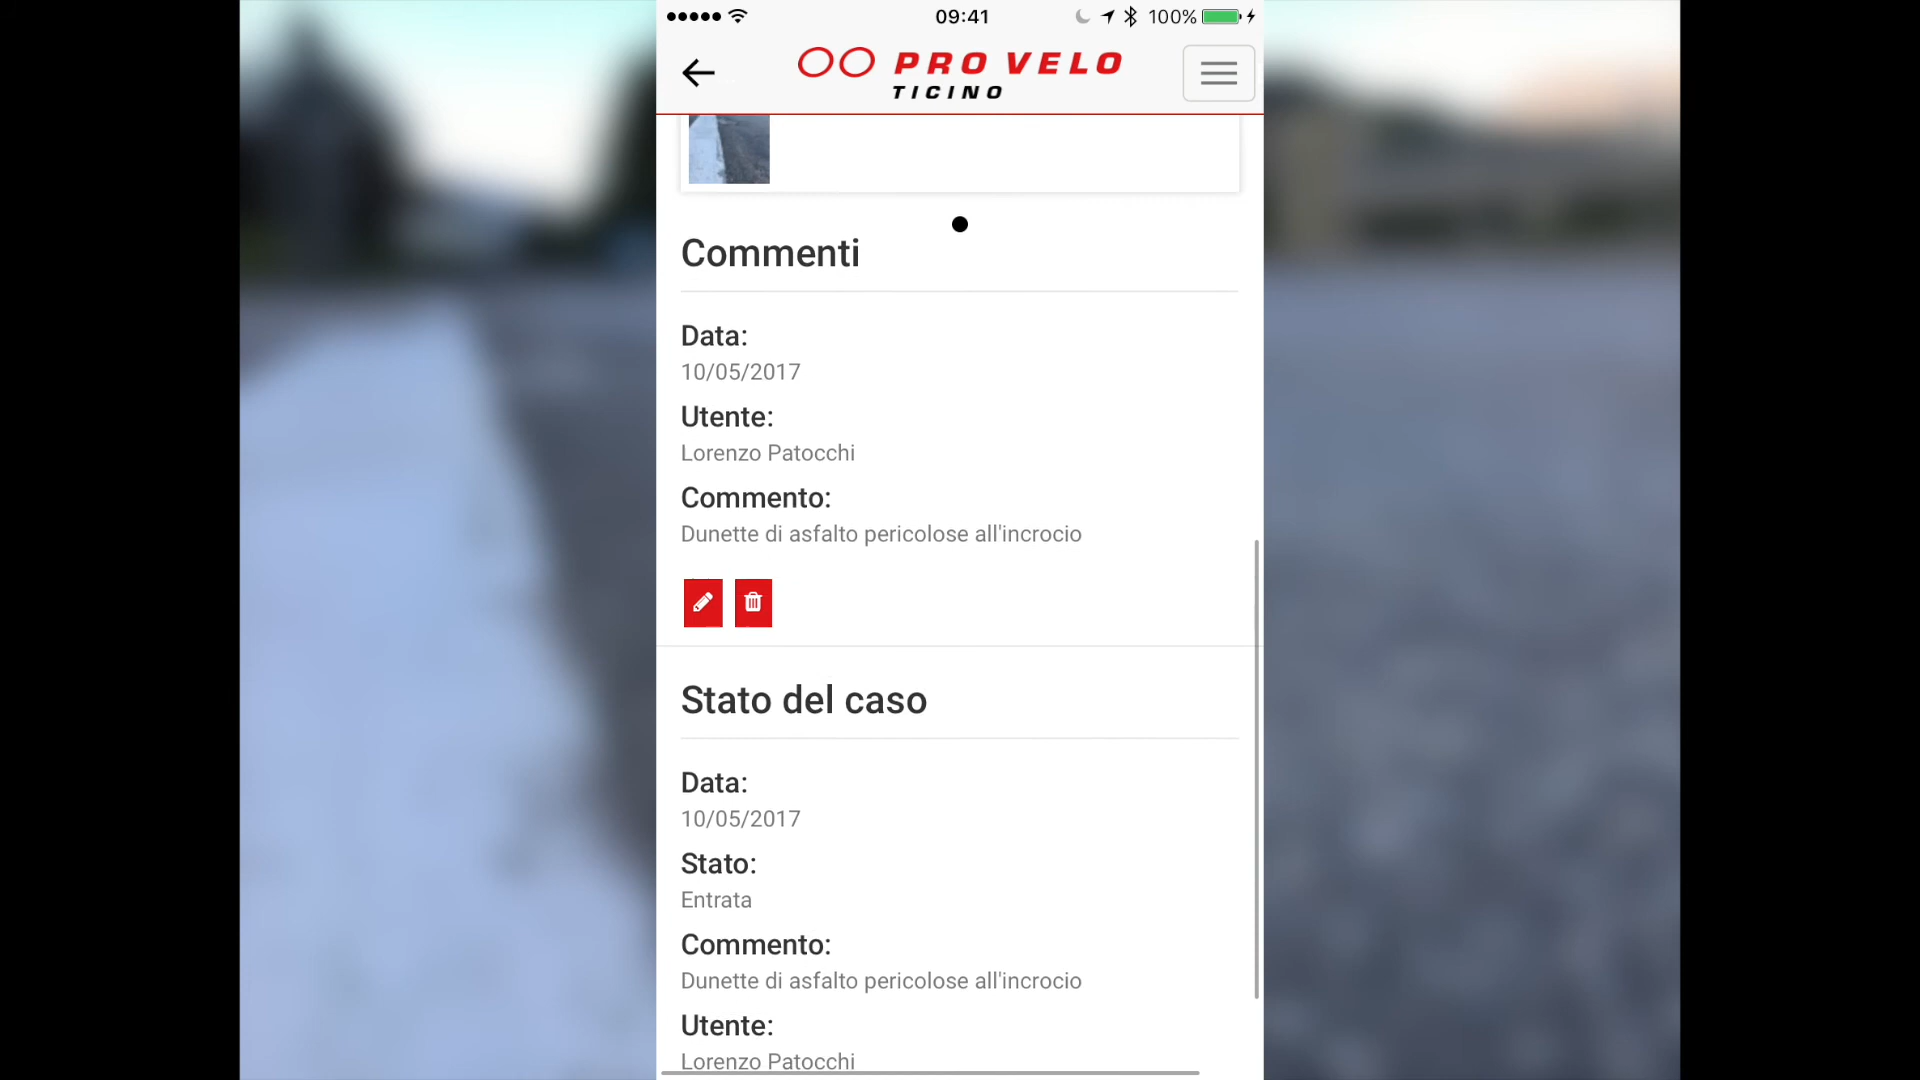 09:41
100%
PRO VELO
TICINO
Commenti
Data:
10/05/2017
Utente:
Lorenzo Patocchi
Commento:
Dunette di asfalto pericolose all'incrocio
Stato del caso
Data:
10/05/2017
Stato:
Entrata
Commento:
Dunette di asfalto pericolose all'incrocio
Utente:
Lorenzo Patocchi